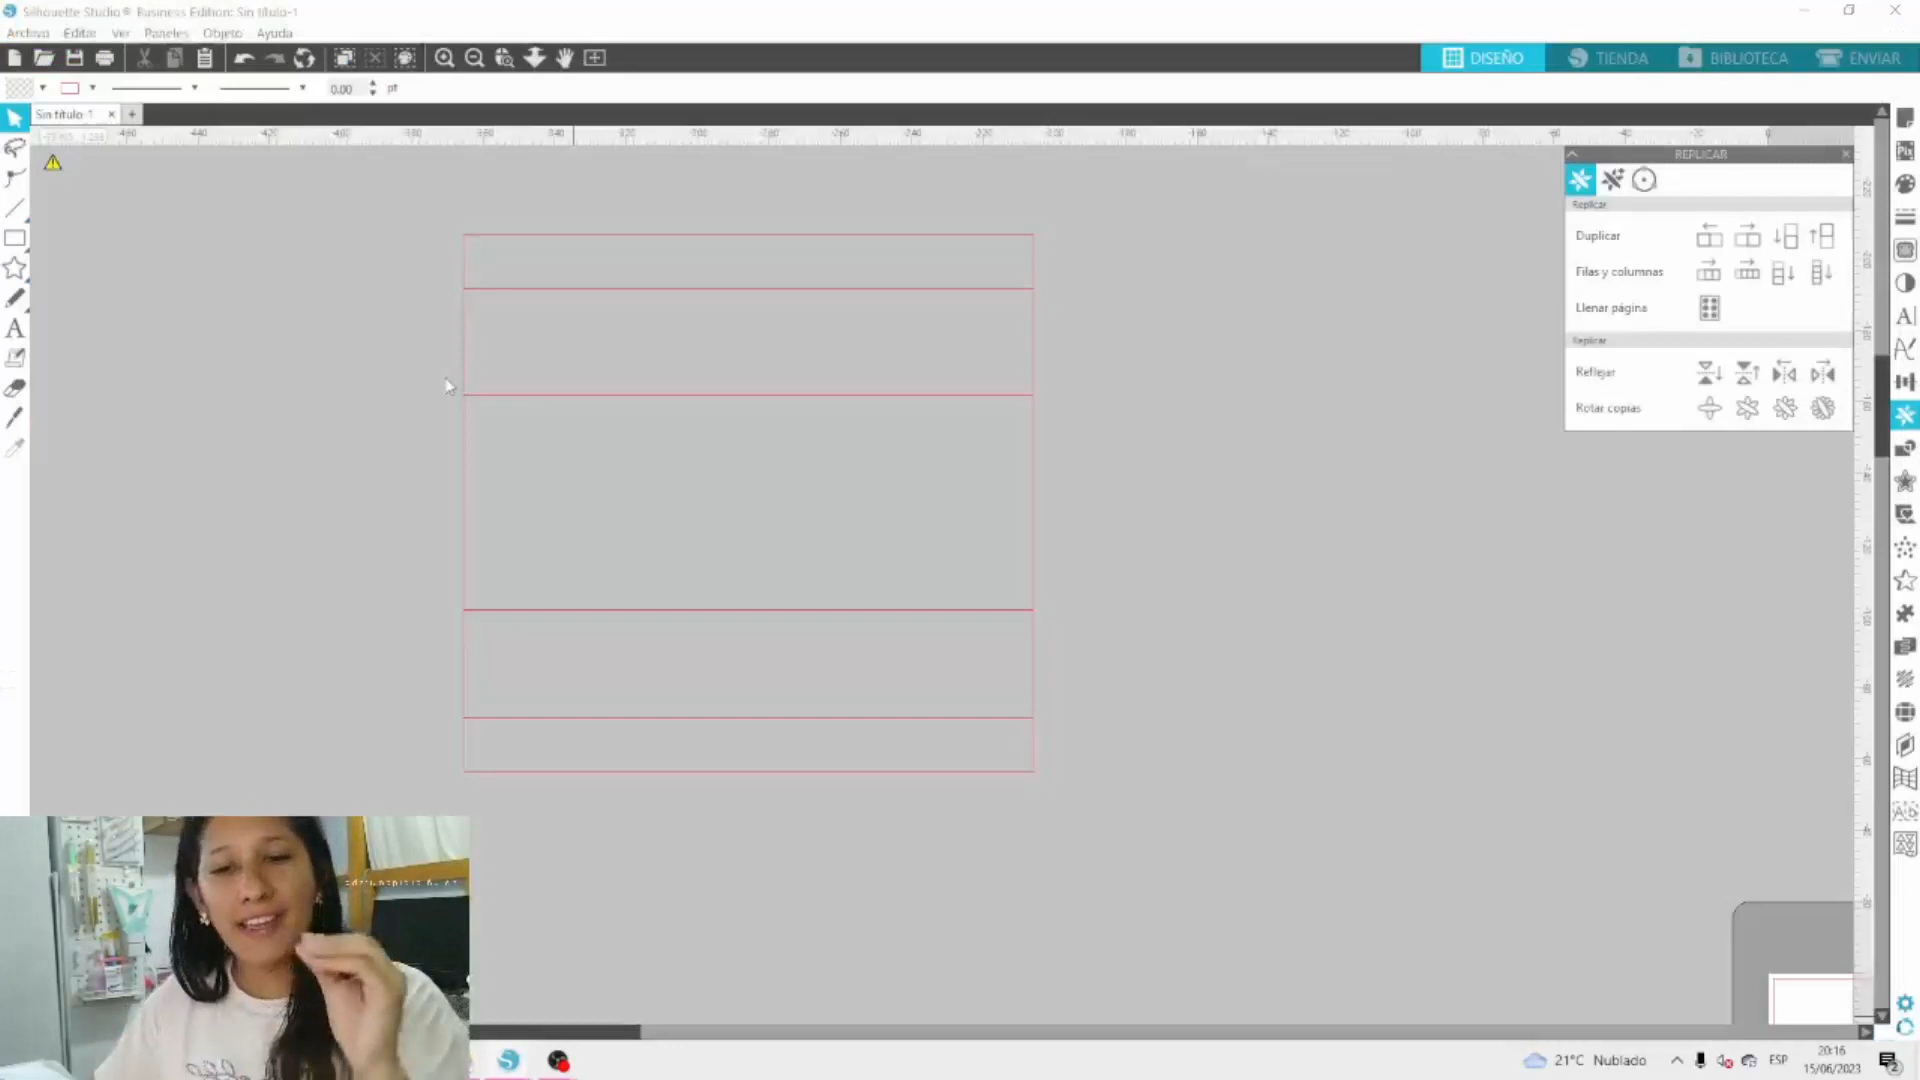 Silhouette Studio® Business Edition: Sin título-1
Archivo Editar Ver Paneles Objeto Ayuda
DISEÑO TIENDA BIBLIOTECA ENVIAR
0.00 pt
Sin título-1
REPLICAR
Replicar
Duplicar
Filas y columnas
Llenar página
Replicar
Reflejar
Rotar copias
21°C Nublado
ESP
20:16
15/06/2023